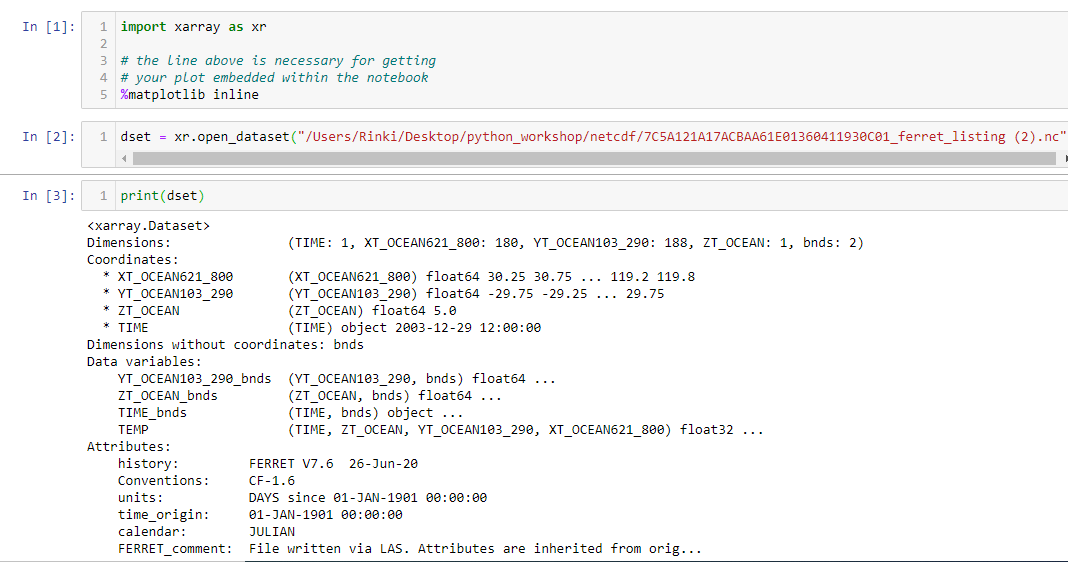 In [1]: 1 import xarray as xr
2
3 # the line above is necessary for getting
4 # your plot embedded within the notebook
5 %matplotlib inline
In [2]: 1 dset = xr.open_dataset("/Users/Rinki/Desktop/python_workshop/netcdf/7C5A121A17ACBAA61E01360411930C01_ferret_listing (2).nc"
In [3]: 1 print(dset)
<xarray.Dataset>
Dimensions: (TIME: 1, XT_OCEAN621_800: 180, YT_OCEAN103_290: 188, ZT_OCEAN: 1, bnds: 2)
Coordinates:
* XT_OCEAN621_800 (XT_OCEAN621_800) float64 30.25 30.75 ... 119.2 119.8
* YT_OCEAN103_290 (YT_OCEAN103_290) float64 -29.75 -29.25 ... 29.75
* ZT_OCEAN (ZT_OCEAN) float64 5.0
* TIME (TIME) object 2003-12-29 12:00:00
Dimensions without coordinates: bnds
Data variables:
YT_OCEAN103_290_bnds (YT_OCEAN103_290, bnds) float64 ...
ZT_OCEAN_bnds (ZT_OCEAN, bnds) float64 ...
TIME_bnds (TIME, bnds) object ...
TEMP (TIME, ZT_OCEAN, YT_OCEAN103_290, XT_OCEAN621_800) float32 ...
Attributes:
history: FERRET V7.6 26-Jun-20
Conventions: CF-1.6
units: DAYS since 01-JAN-1901 00:00:00
time_origin: 01-JAN-1901 00:00:00
calendar: JULIAN
FERRET_comment: File written via LAS. Attributes are inherited from orig...